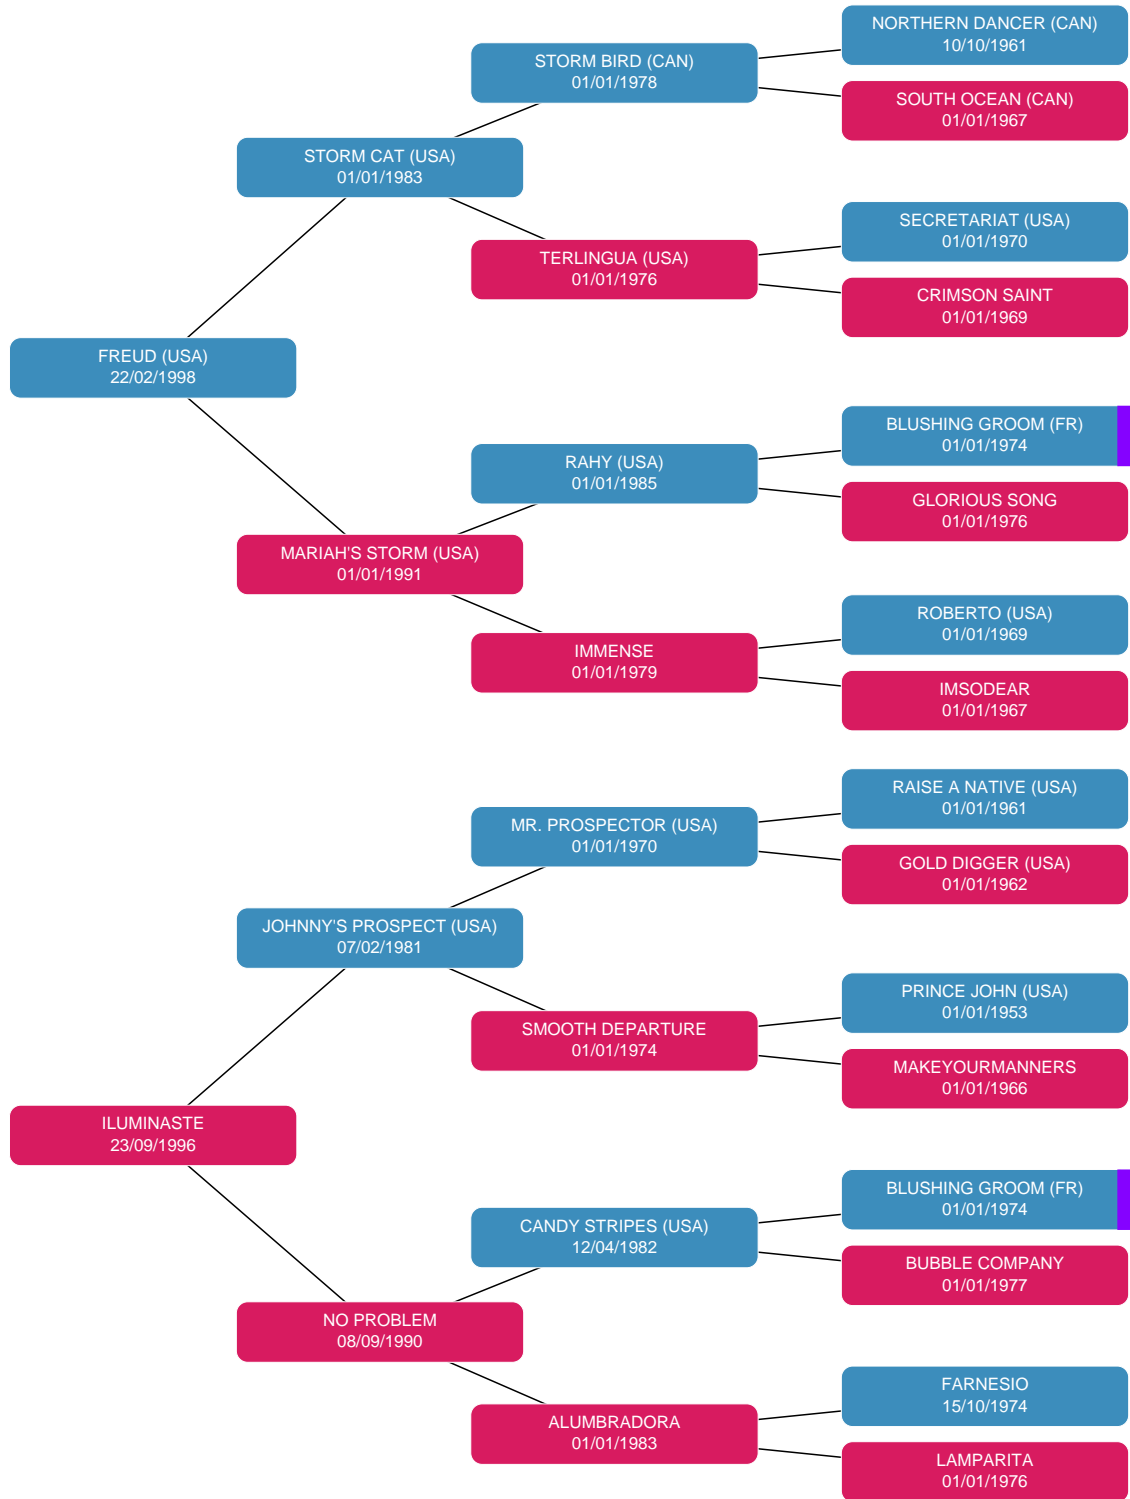 NORTHERN DANCER (CAN)
10/10/1961
STORM BIRD (CAN)
01/01/1978
SOUTH OCEAN (CAN)
01/01/1967
STORM CAT (USA)
01/01/1983
SECRETARIAT (USA)
01/01/1970
TERLINGUA (USA)
01/01/1976
CRIMSON SAINT
01/01/1969
FREUD (USA)
22/02/1998
BLUSHING GROOM (FR)
01/01/1974
RAHY (USA)
01/01/1985
GLORIOUS SONG
01/01/1976
MARIAH'S STORM (USA)
01/01/1991
ROBERTO (USA)
01/01/1969
IMMENSE
01/01/1979
IMSODEAR
01/01/1967
RAISE A NATIVE (USA)
01/01/1961
MR. PROSPECTOR (USA)
01/01/1970
GOLD DIGGER (USA)
01/01/1962
JOHNNY'S PROSPECT (USA)
07/02/1981
PRINCE JOHN (USA)
01/01/1953
SMOOTH DEPARTURE
01/01/1974
MAKEYOURMANNERS
01/01/1966
ILUMINASTE
23/09/1996
BLUSHING GROOM (FR)
01/01/1974
CANDY STRIPES (USA)
12/04/1982
BUBBLE COMPANY
01/01/1977
NO PROBLEM
08/09/1990
FARNESIO
15/10/1974
ALUMBRADORA
01/01/1983
LAMPARITA
01/01/1976